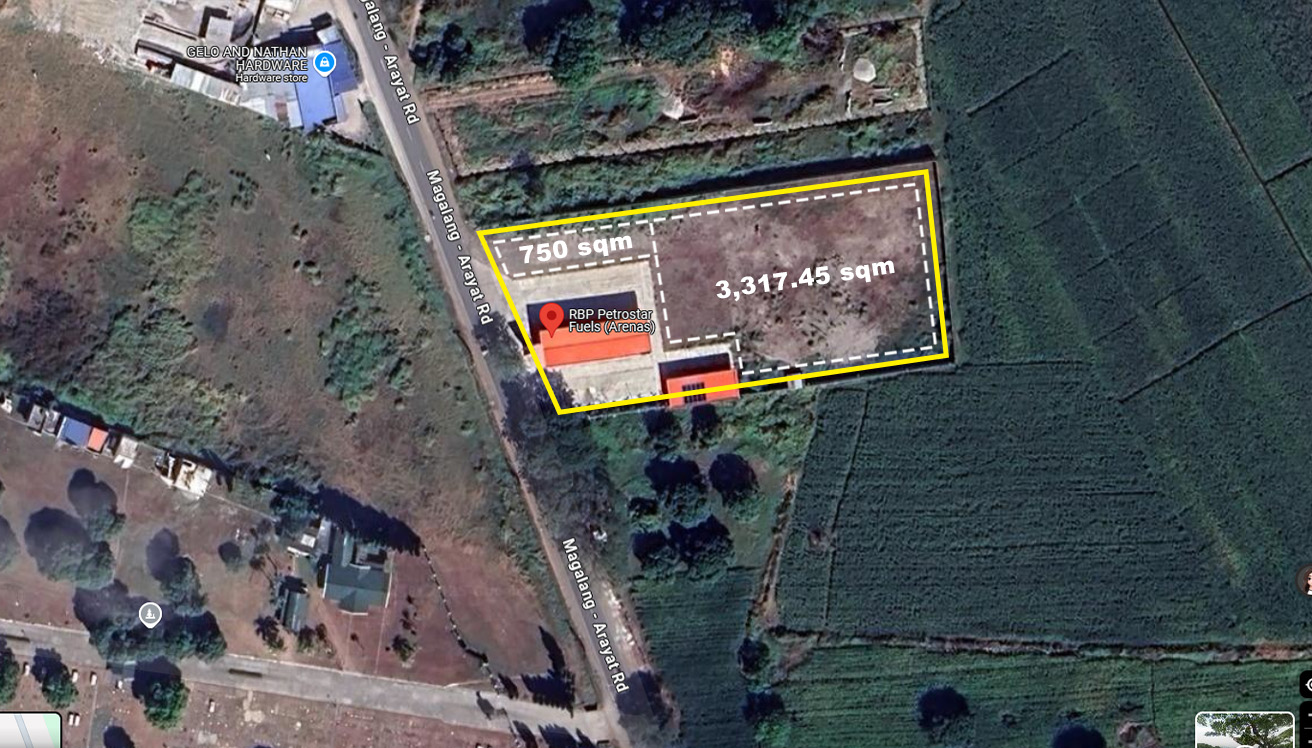 galang - Arayat Rd
GELO AND NATHAN
HARDWARE
Hardware store
Magalang - Arayat Rd
750 sqm
3,317.45 sqm
RBP Petrostar
Fuels (Arenas)
Magalang - Arayat Rd